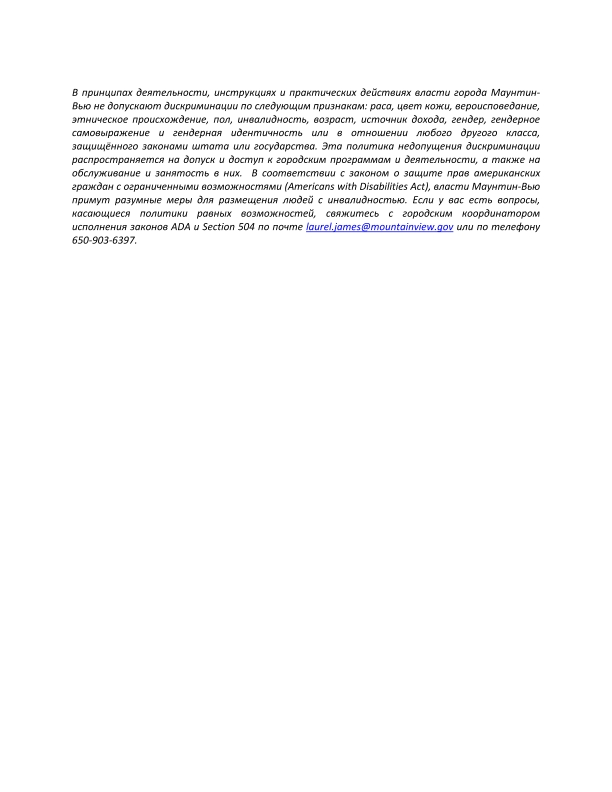 В принципах деятельности, инструкциях и практических действиях власти города Маунтин-
Вью не допускают дискриминации по следующим признакам: раса, цвет кожи, вероисповедание,
этническое происхождение, пол, инвалидность, возраст, источник дохода, гендер, гендерное
самовыражение и гендерная идентичность или в отношении любого другого класса,
защищённого законами штата или государства. Эта политика недопущения дискриминации
распространяется на допуск и доступ к городским программам и деятельности, а также на
обслуживание и занятость в них.  В соответствии с законом о защите прав американских
граждан с ограниченными возможностями (Americans with Disabilities Act), власти Маунтин-Вью
примут разумные меры для размещения людей с инвалидностью. Если у вас есть вопросы,
касающиеся политики равных возможностей, свяжитесь с городским координатором
исполнения законов ADA и Section 504 по почте laurel.james@mountainview.gov или по телефону
650-903-6397.